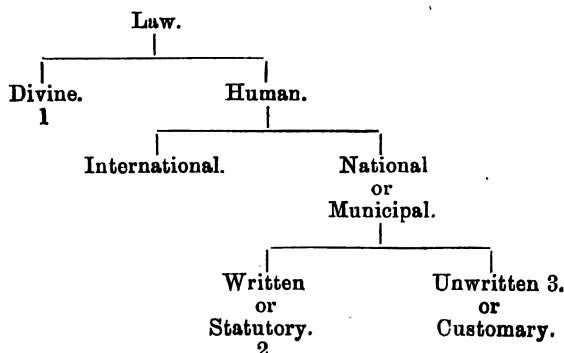 Law.
Divine. Human.
1
International. National
or
Municipal.
Written Unwritten 3.
or or
Statutory. Customary.
2